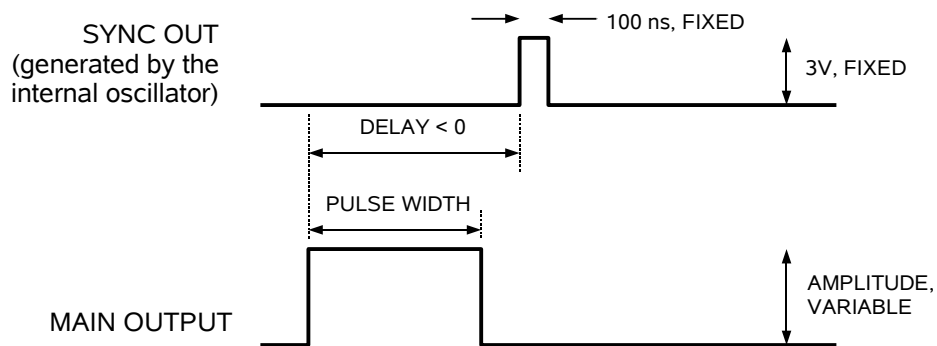 100 ns, FIXED
SYNC OUT
(generated by the
internal oscillator)
3V, FIXED
DELAY < 0
PULSE WIDTH
AMPLITUDE,
VARIABLE
MAIN OUTPUT